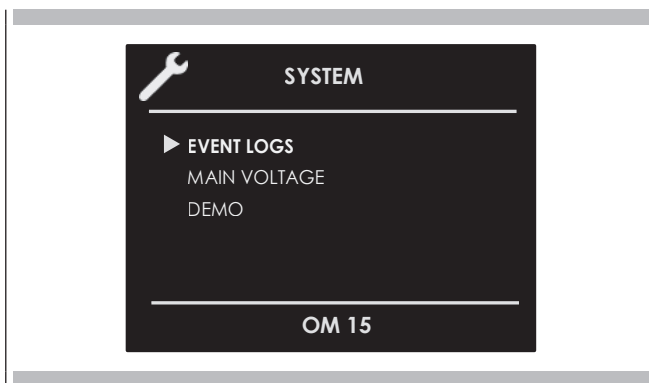 SYSTEM
EVENT LOGS
MAIN VOLTAGE
DEMO
OM 15